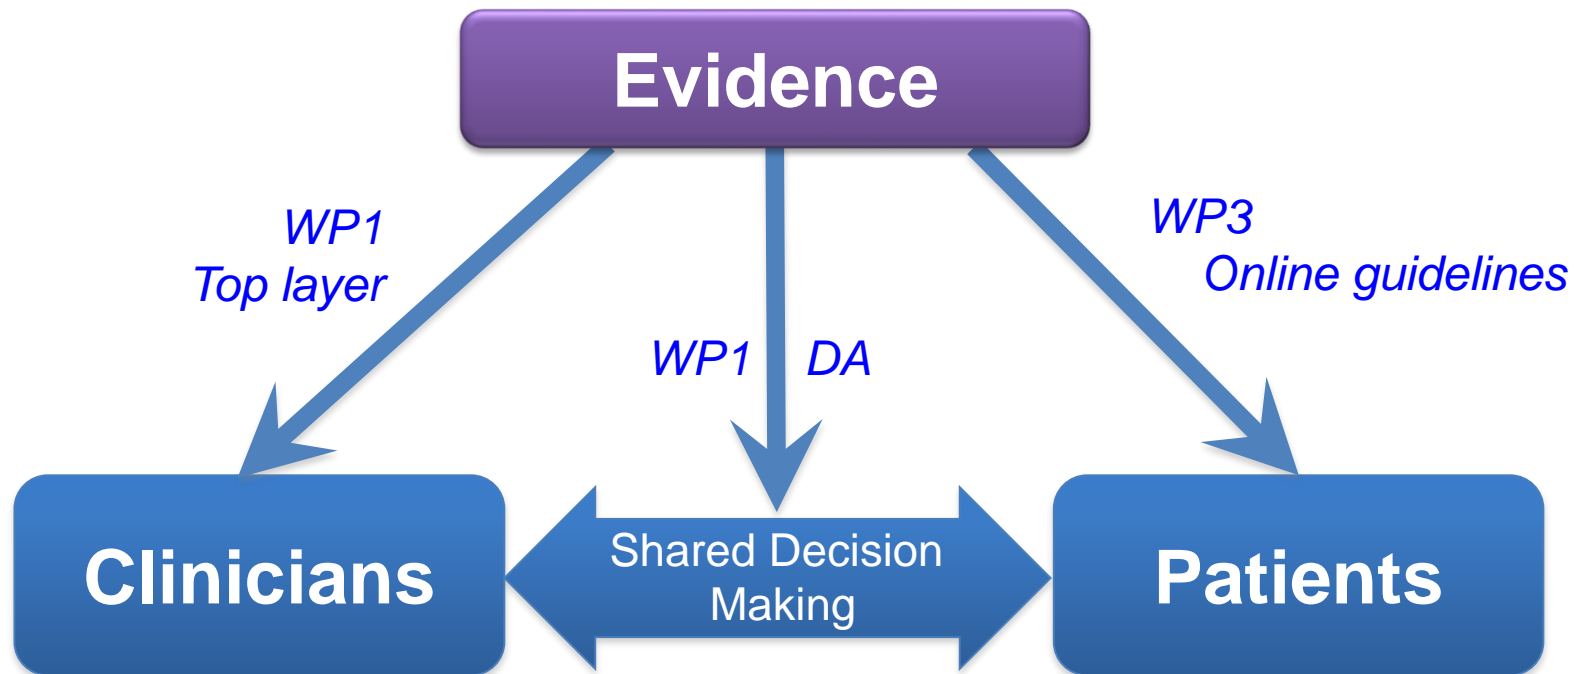 Evidence
WP1
Top layer
WP3
Online guidelines
WP1 DA
Clinicians
Shared Decision
Making
Patients